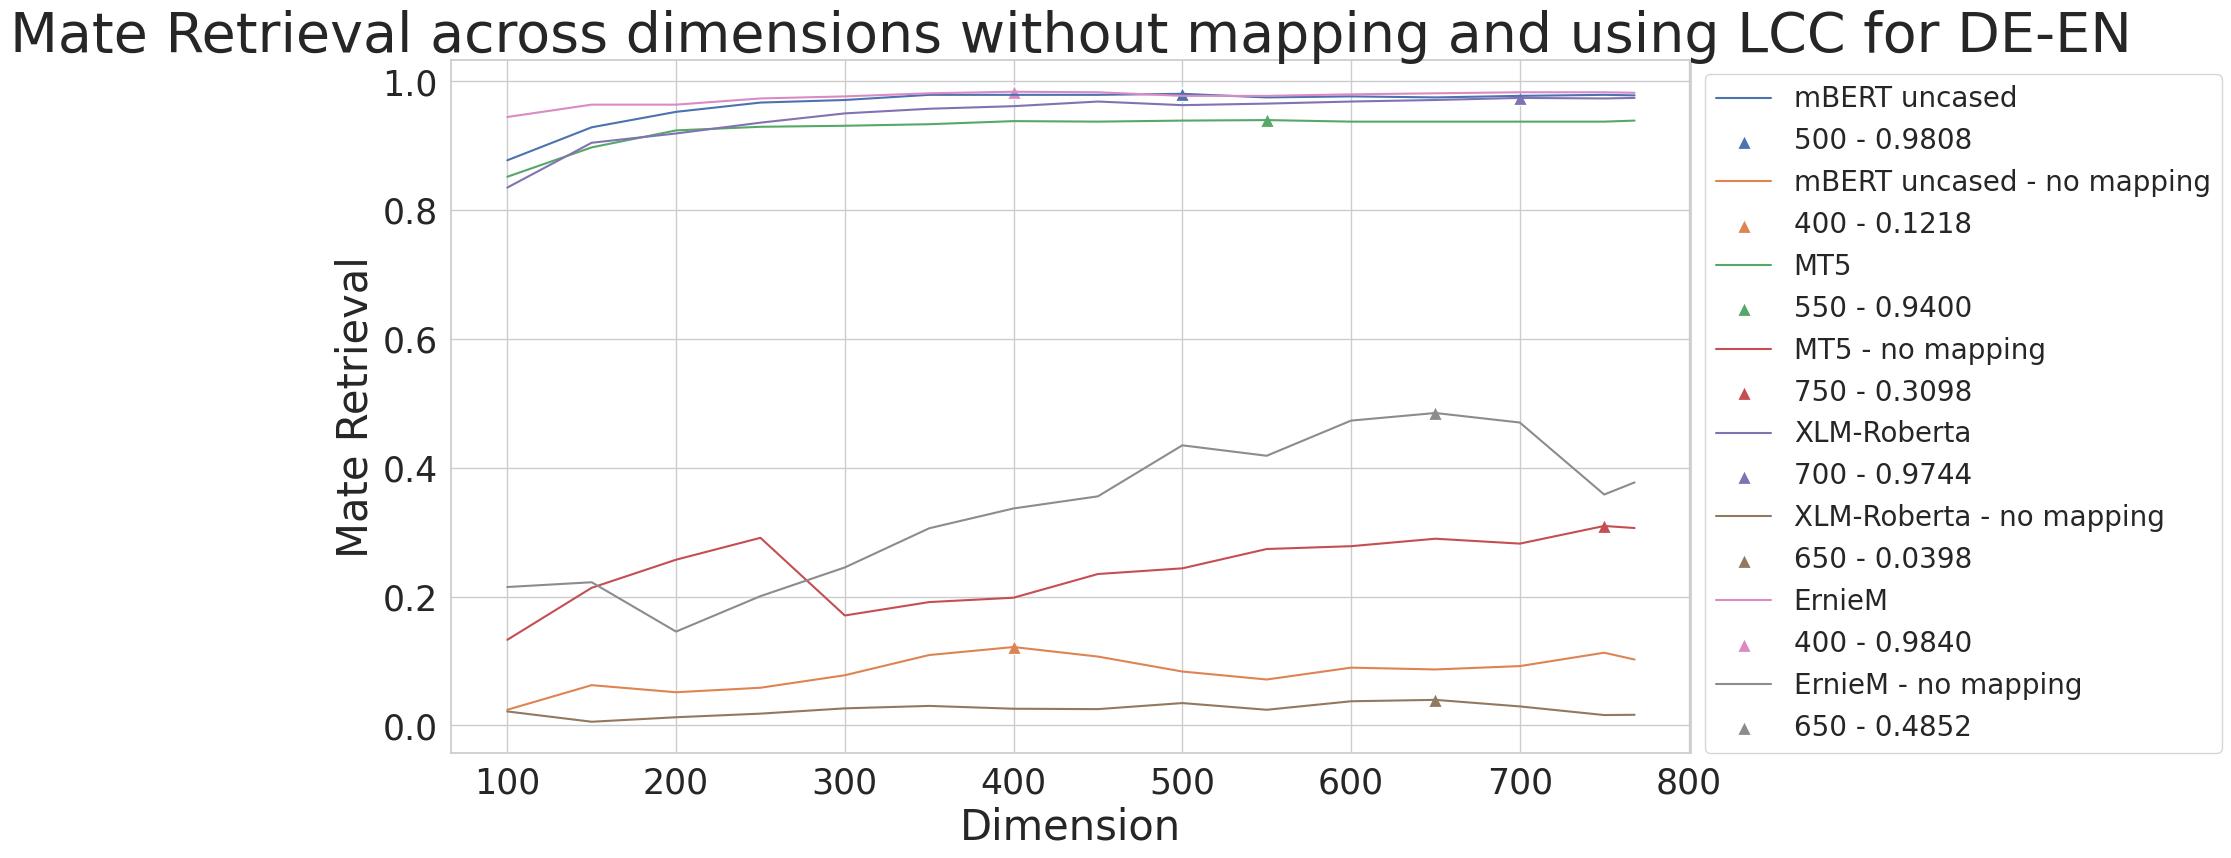 Mate Retrieval across dimensions without mapping and using LCC for DE-EN
Mate Retrieval
1.0
0.8
0.6
0.4
0.2
0.0
100 200 300 400 500 600 700 800
Dimension
mBERT uncased
500 - 0.9808
mBERT uncased - no mapping
400 - 0.1218
MT5
550 - 0.9400
MT5 - no mapping
750 - 0.3098
XLM-Roberta
700 - 0.9744
XLM-Roberta - no mapping
650 - 0.0398
ErnieM
400 - 0.9840
ErnieM - no mapping
650 - 0.4852